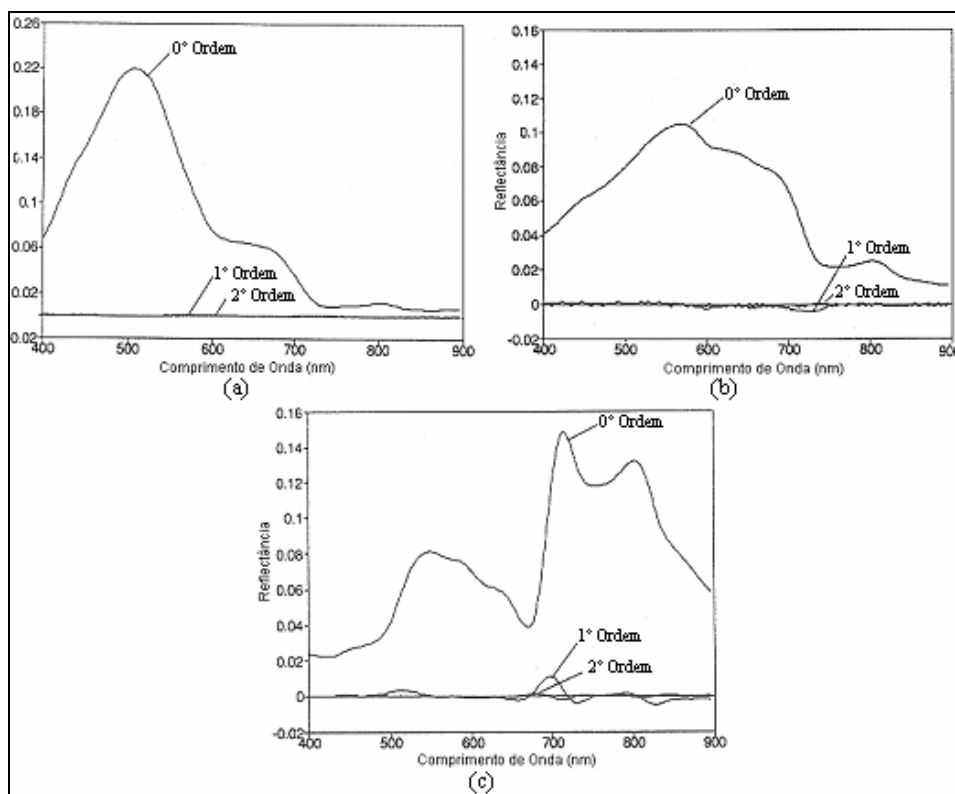 0.26
0.22
0.18
0.14
0.1
0.06
0.02
-0.02
0° Ordem
1° Ordem
2° Ordem
400 500 600 700 800 900
Comprimento de Onda (nm)
(a)
Reflectância
0.16
0.14
0.12
0.1
0.08
0.06
0.04
0.02
0
-0.02
0° Ordem
1° Ordem
2° Ordem
400 500 600 700 800 900
Comprimento de Onda (nm)
(b)
Reflectância
0.16
0.14
0.12
0.1
0.08
0.06
0.04
0.02
0
-0.02
0° Ordem
1° Ordem
2° Ordem
400 500 600 700 800 900
Comprimento de Onda (nm)
(c)